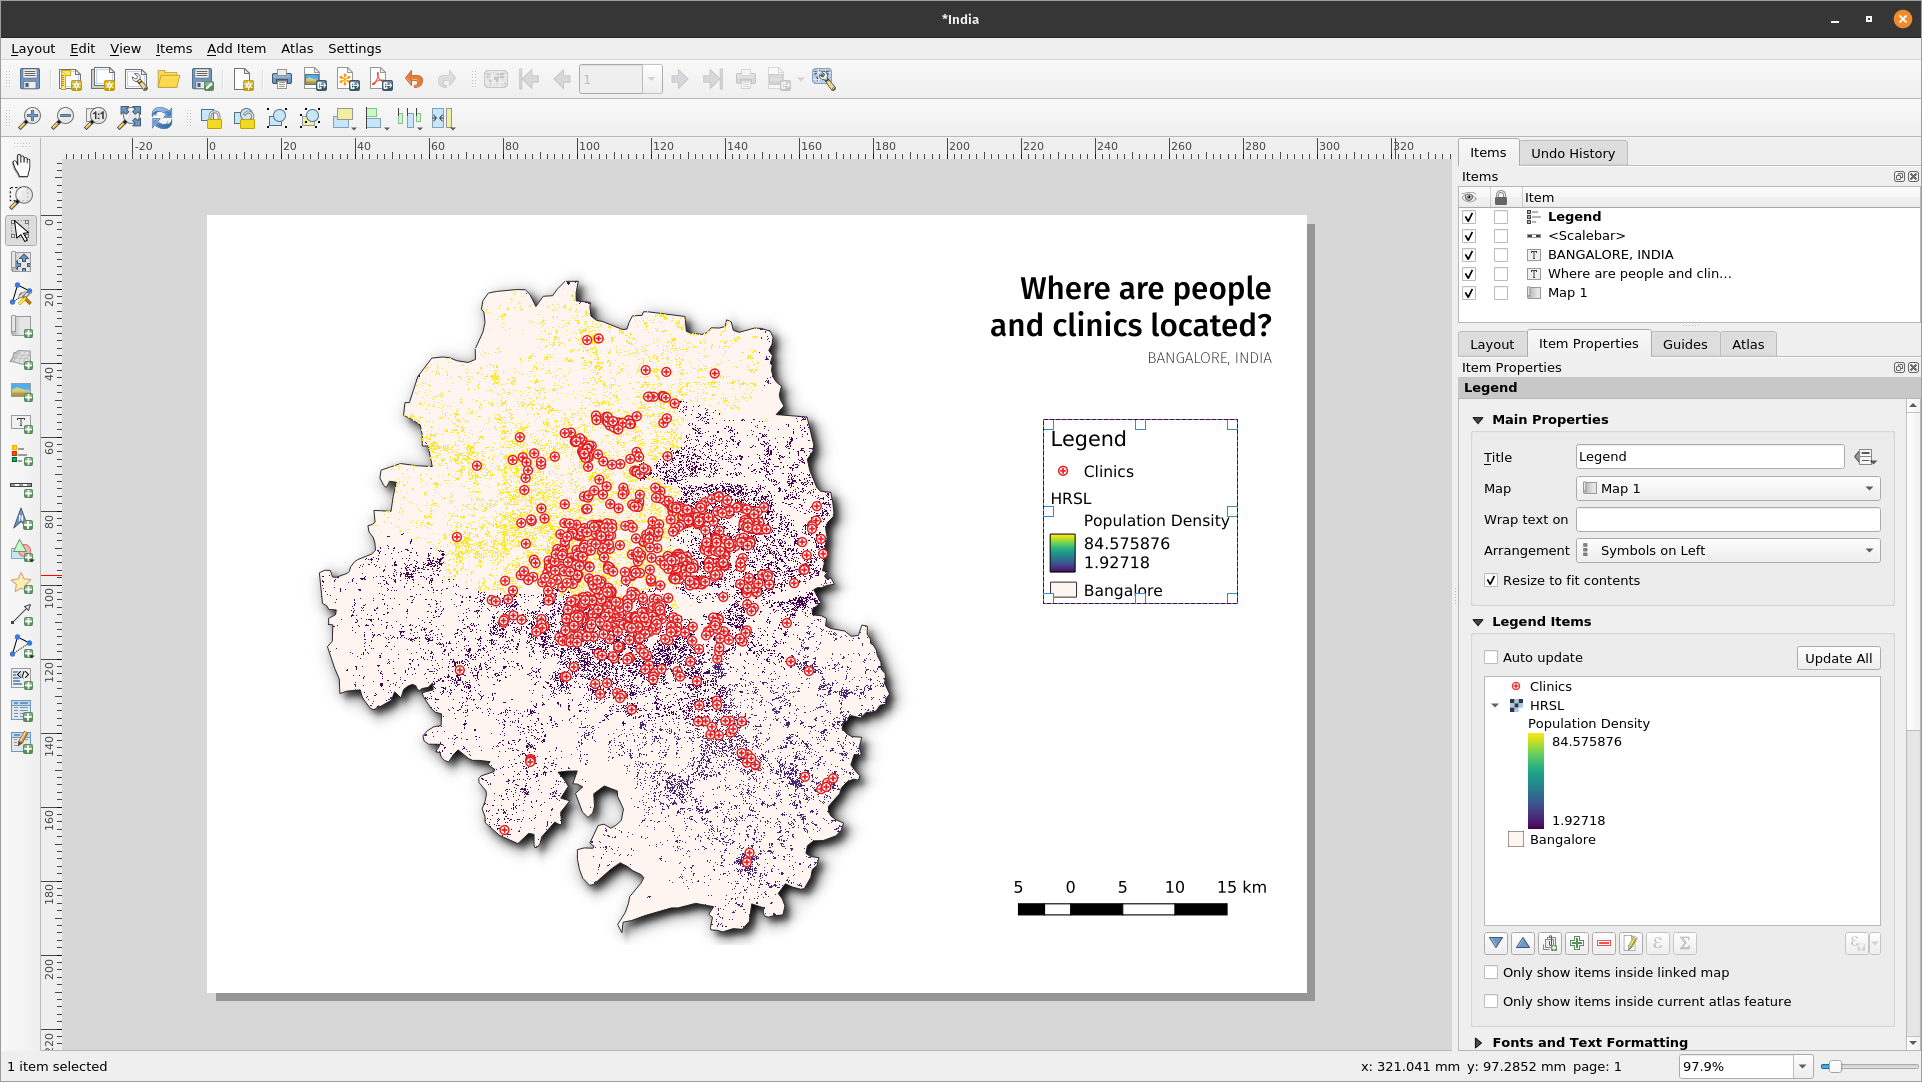 *India
Layout Edit View Items Add Item Atlas Settings
1
1:1
-20 0 20 40 60 80 100 120 140 160 180 200 220 240 260 280 300 320
0
20
40
60
80
100
120
140
160
180
200
220
Where are people
and clinics located?
BANGALORE, INDIA
Legend
Clinics
HRSL
Population Density
84.575876
1.92718
Bangalore
5 0 5 10 15 km
Items Undo History
Items
Item
Legend
<Scalebar>
BANGALORE, INDIA
Where are people and clin...
Map 1
Layout Item Properties Guides Atlas
Item Properties
Legend
Main Properties
Title Legend
Map Map 1
Wrap text on
Arrangement Symbols on Left
Resize to fit contents
Legend Items
Auto update Update All
Clinics
HRSL
Population Density
84.575876
1.92718
Bangalore
Only show items inside linked map
Only show items inside current atlas feature
Fonts and Text Formatting
1 item selected
x: 321.041 mm y: 97.2852 mm page: 1 97.9%